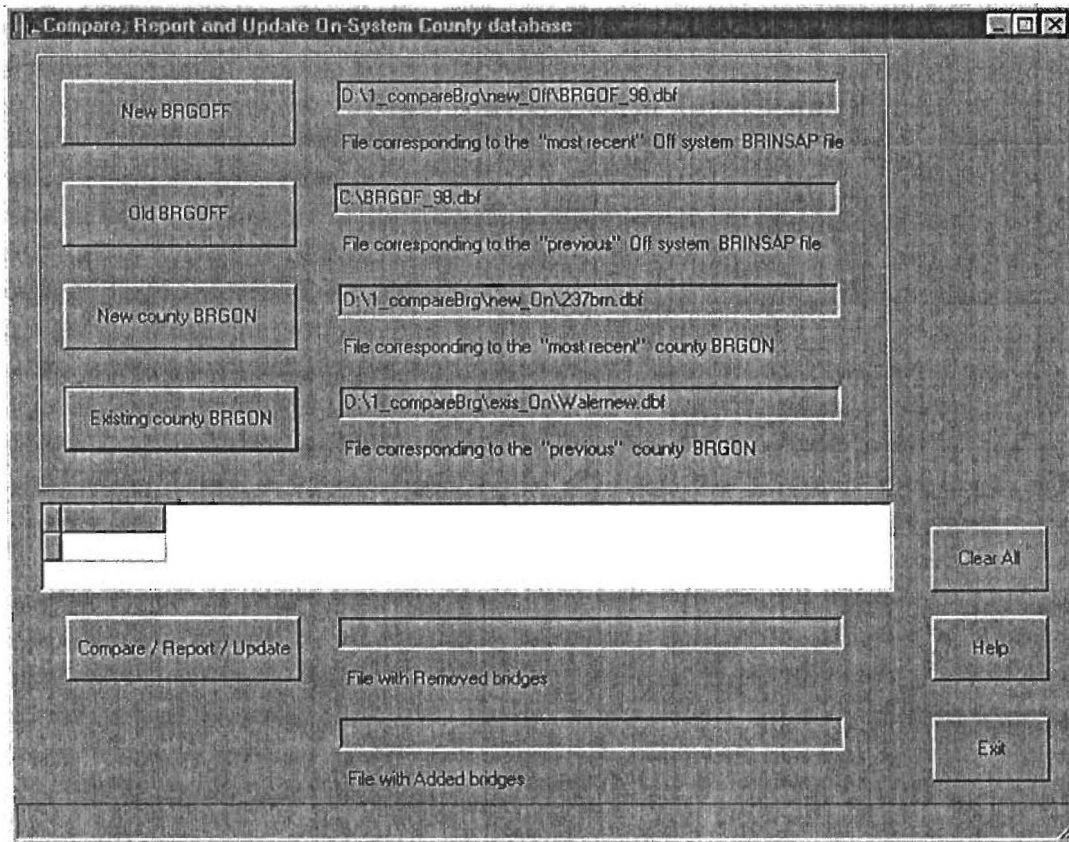 Compare, Report and Update On-System County database
New BRGOFF
D:\1_compareBrg\new_Off\BRGOF_98.dbf
File corresponding to the "most recent" Off system BRINSAP file
Old BRGOFF
C:\BRGOF_98.dbf
File corresponding to the "previous" Off system BRINSAP file
New county BRGON
D:\1_compareBrg\new_On\237brn.dbf
File corresponding to the "most recent" county BRGON
Existing county BRGON
D:\1_compareBrg\exis_On\Walernew.dbf
File corresponding to the "previous" county BRGON
Clear All
Compare / Report / Update
File with Removed bridges
Help
File with Added bridges
Exit